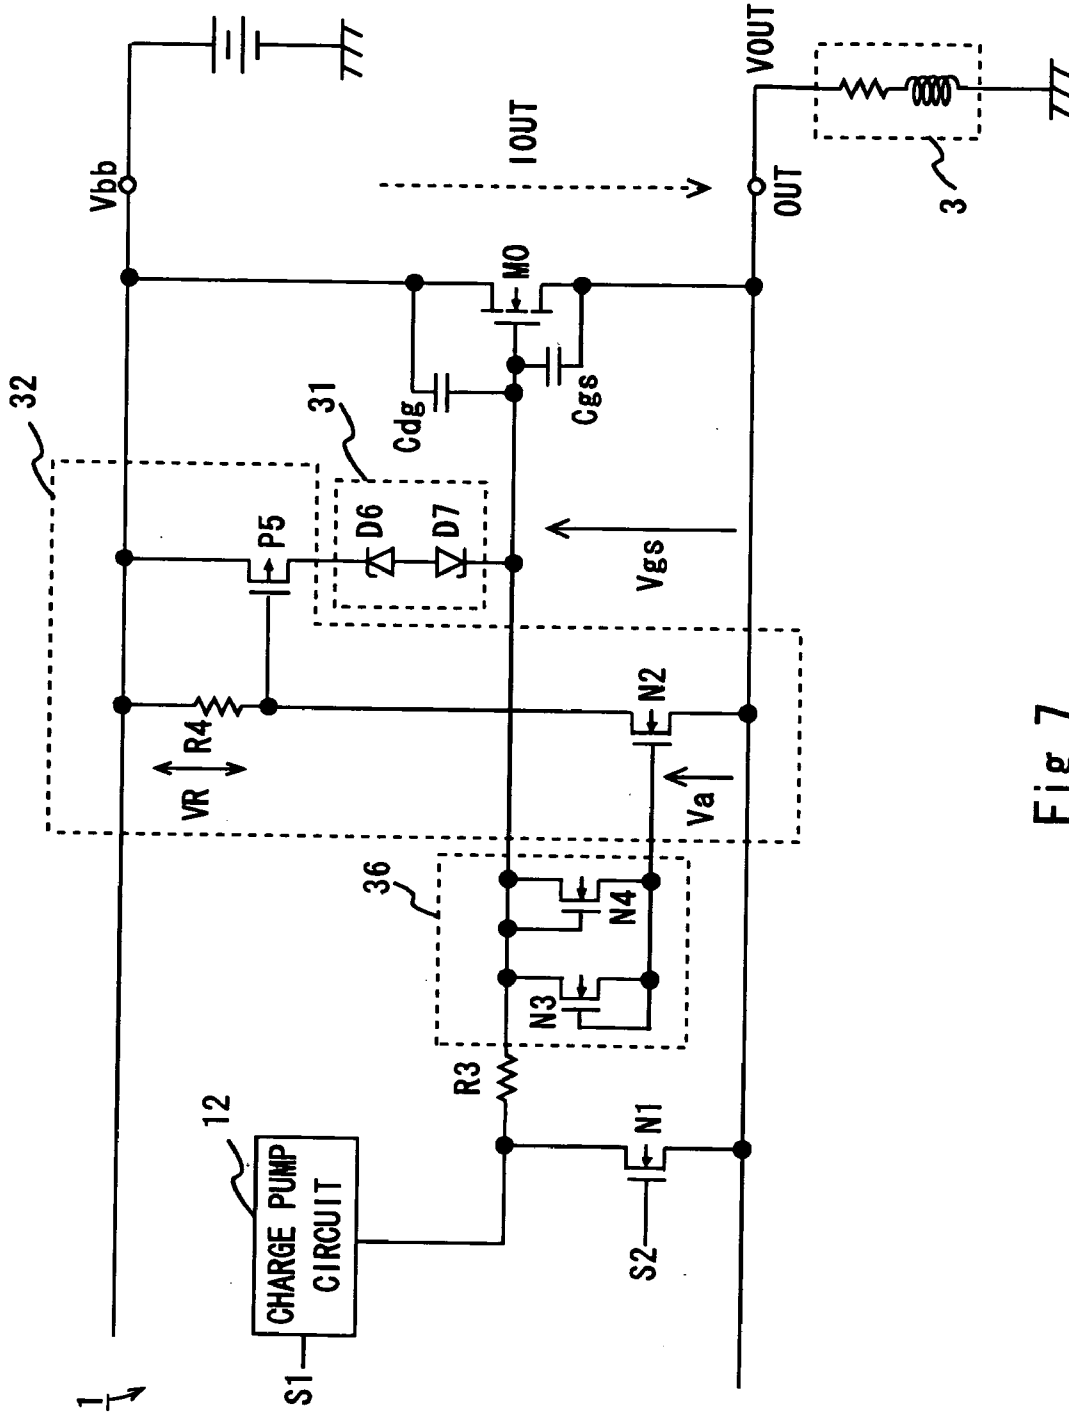 1
32
Vbb
31
P5
D6
D7
R4
VR
Cdg
Cgs
M0
IOUT
12
CHARGE PUMP
CIRCUIT
S1
R3
36
N3
N4
Vgs
Va
N2
N1
S2
OUT
VOUT
3
Fig. 7